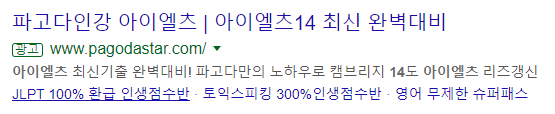 파고다인강 아이엘츠 | 아이엘츠14 최신 완벽대비
광고 www.pagodastar.com/
아이엘츠 최신기출 완벽대비! 파고다만의 노하우로 캠브리지 14도 아이엘츠 리즈갱신
JLPT 100% 환급 인생점수반 · 토익스피킹 300%인생점수반 · 영어 무제한 슈퍼패스